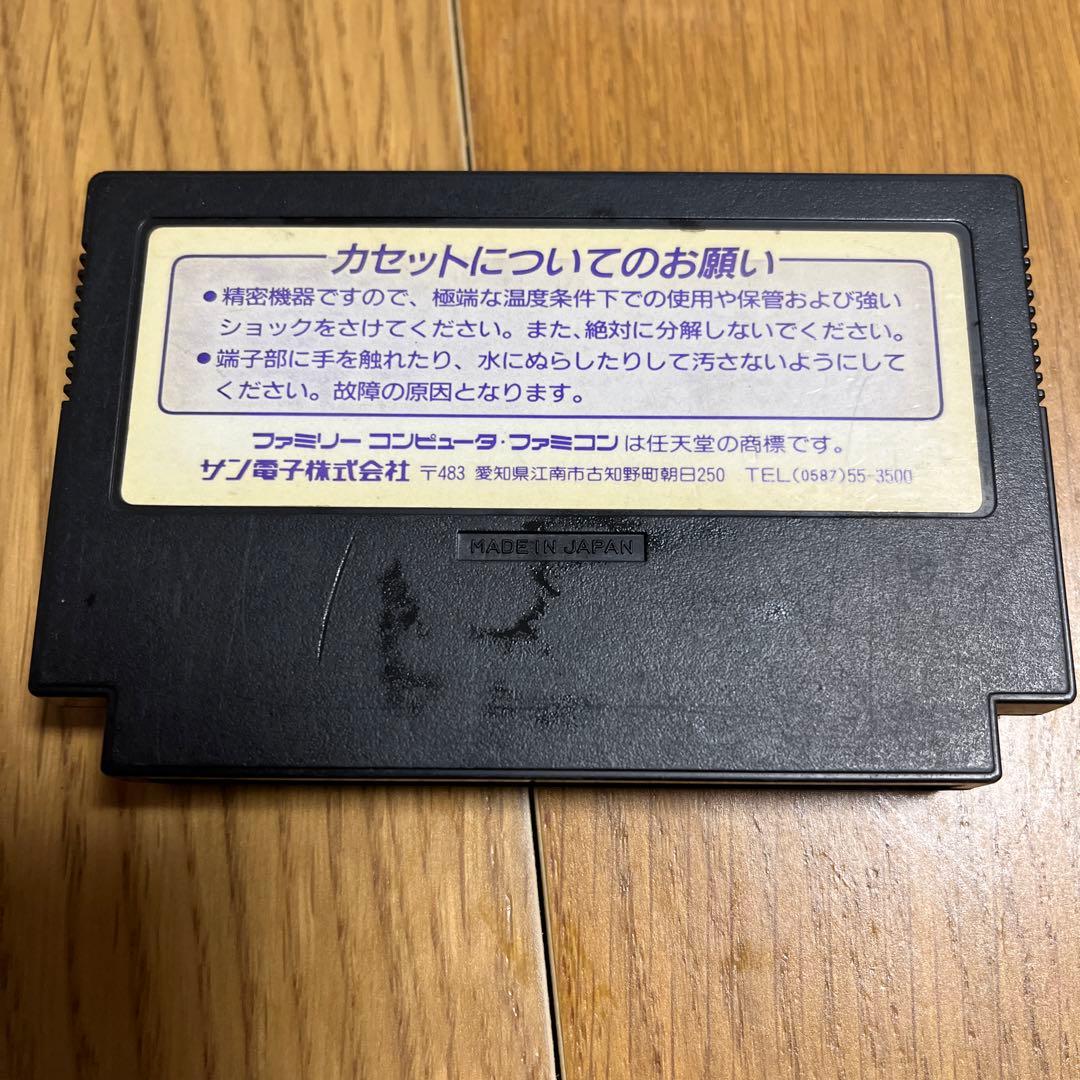 カセットについてのお願い
●精密機器ですので、極端な温度条件下での使用や保管および強い
ショックをさけてください。また、絶対に分解しないでください。
●端子部に手を触れたり、水にぬらしたりして汚さないようにして
ください。故障の原因となります。
ファミリー コンピュータ・ファミコンは任天堂の商標です。
サン電子株式会社 〒483 愛知県江南市古知野町朝日250 TEL(0587)55-3500
MADE IN JAPAN